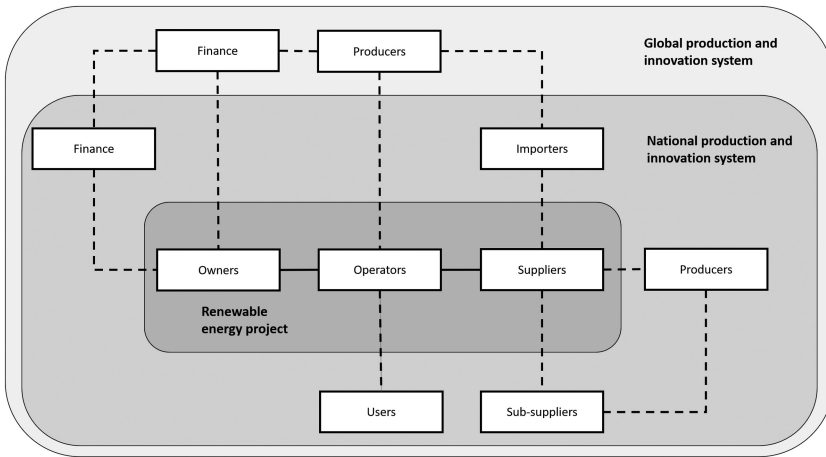 Finance
Producers
Global production and
innovation system
Finance
Importers
National production and
innovation system
Owners
Operators
Suppliers
Producers
Renewable
energy project
Users
Sub-suppliers